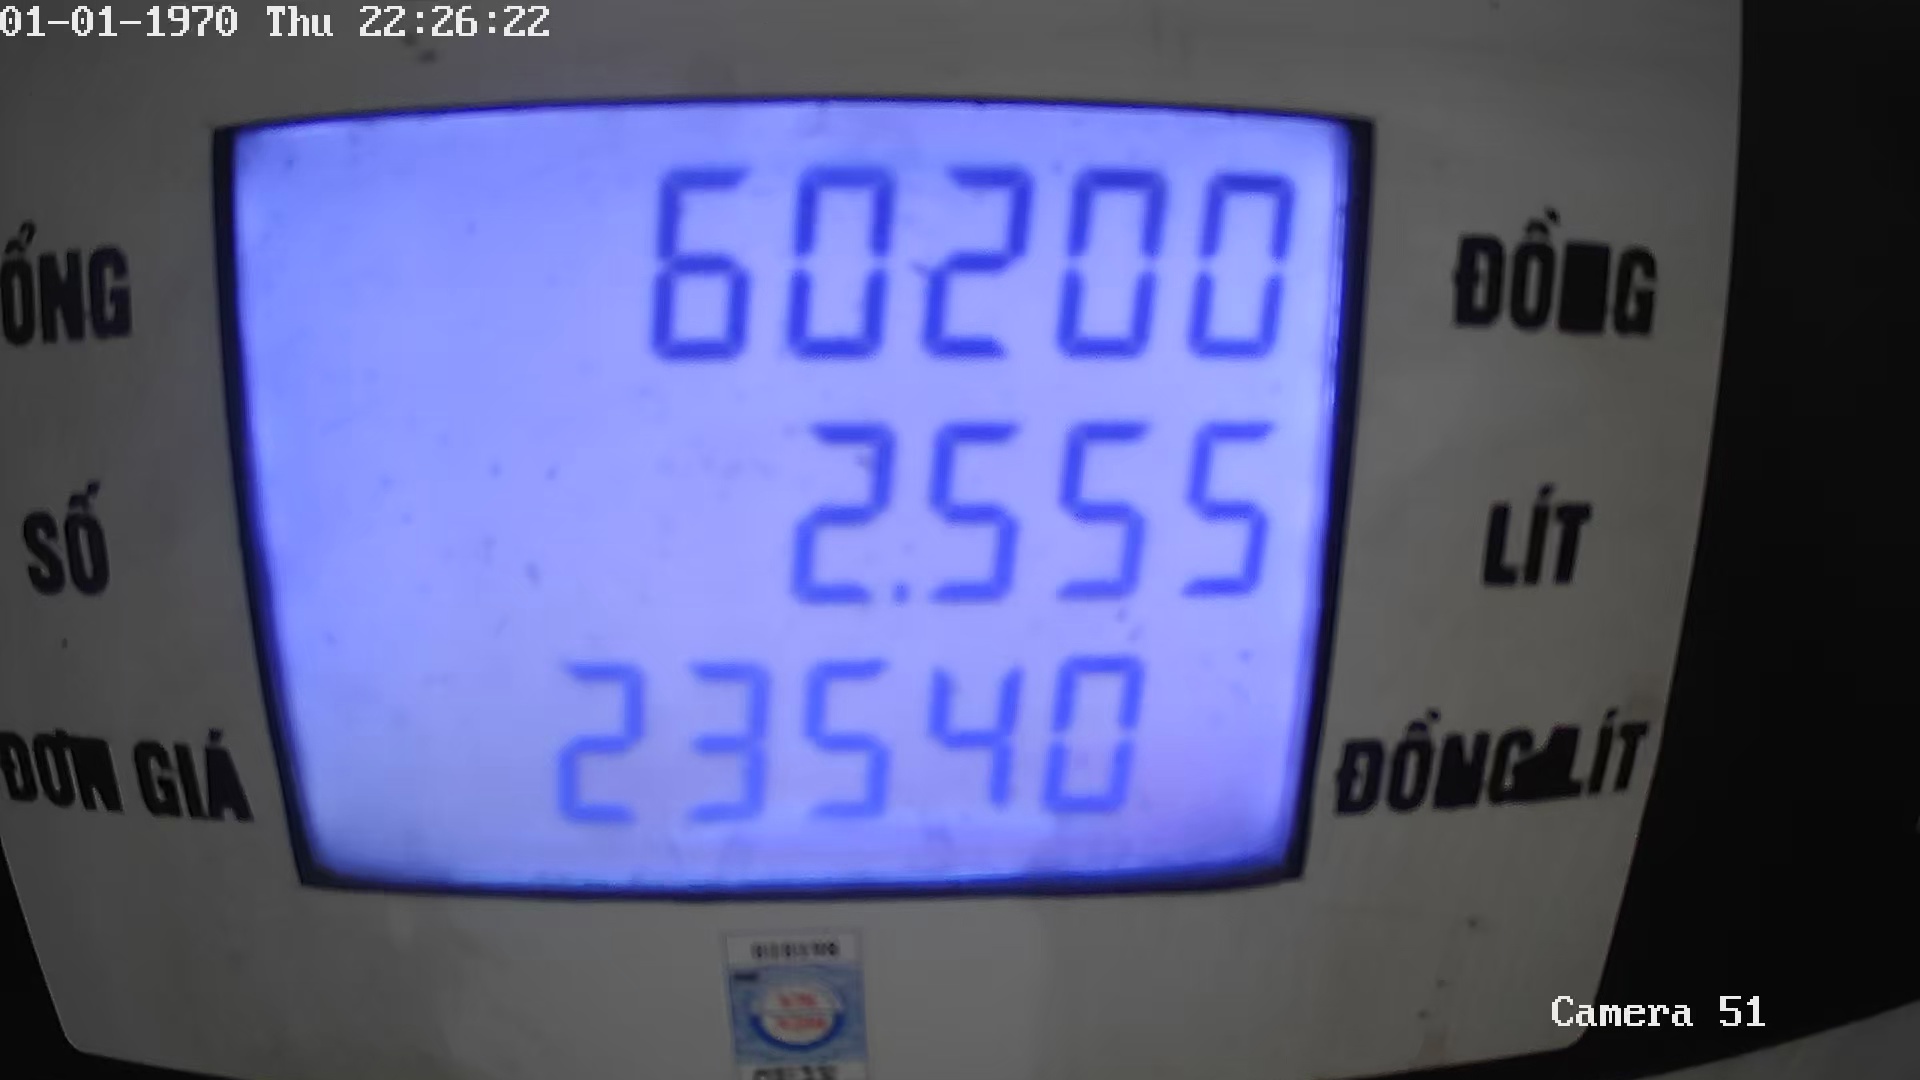 01-01-1970 Thu 22:26:22
60200
ỔNG ĐỒNG
2.555
SỐ LÍT
23540
ĐƠN GIÁ ĐỒNG/LÍT
Camera 51